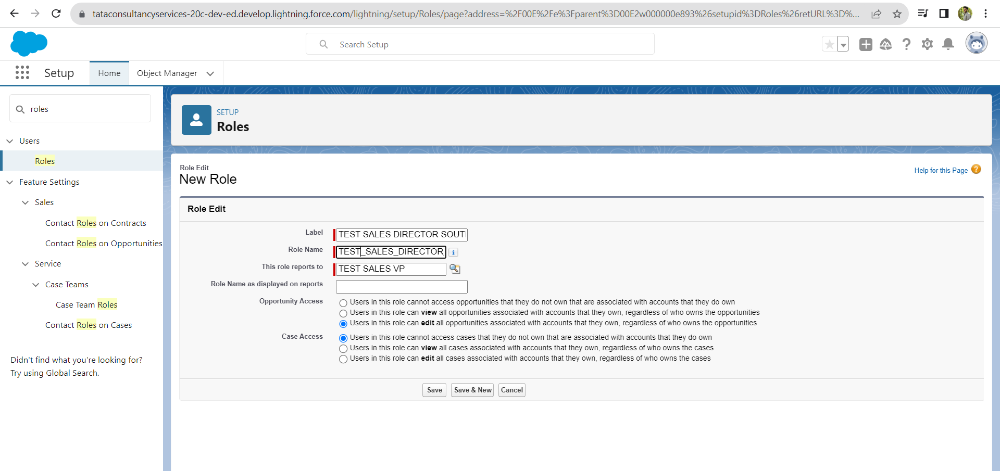 tataconsultancyservices-20c-dev-ed.develop.lightning.force.com/lightning/setup/Roles/page?address=%2F00E%2Fe%3Fparent%3D00E2w000000e893%26setupid%3DRoles%26retURL%3D%...
Search Setup
Setup
Home
Object Manager
roles
Users
Roles
Feature Settings
Sales
Contact Roles on Contracts
Contact Roles on Opportunities
Service
Case Teams
Case Team Roles
Contact Roles on Cases
Didn't find what you're looking for?
Try using Global Search.
SETUP
Roles
Role Edit
New Role
Help for this Page ?
Role Edit
Label TEST SALES DIRECTOR SOUT
Role Name TEST_SALES_DIRECTOR_ i
This role reports to TEST SALES VP
Role Name as displayed on reports
Opportunity Access Users in this role cannot access opportunities that they do not own that are associated with accounts that they do own
Users in this role can view all opportunities associated with accounts that they own, regardless of who owns the opportunities
Users in this role can edit all opportunities associated with accounts that they own, regardless of who owns the opportunities
Case Access Users in this role cannot access cases that they do not own that are associated with accounts that they do own
Users in this role can view all cases associated with accounts that they own, regardless of who owns the cases
Users in this role can edit all cases associated with accounts that they own, regardless of who owns the cases
Save Save & New Cancel